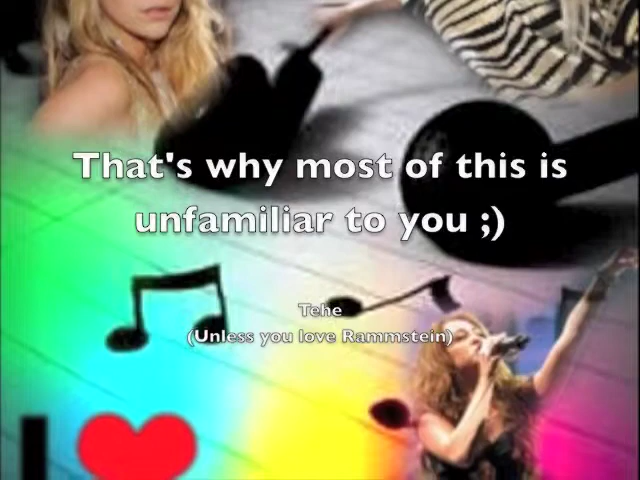 That's why most of this is
unfamiliar to you ;)
Tehe
(Unless you love Rammstein)
I